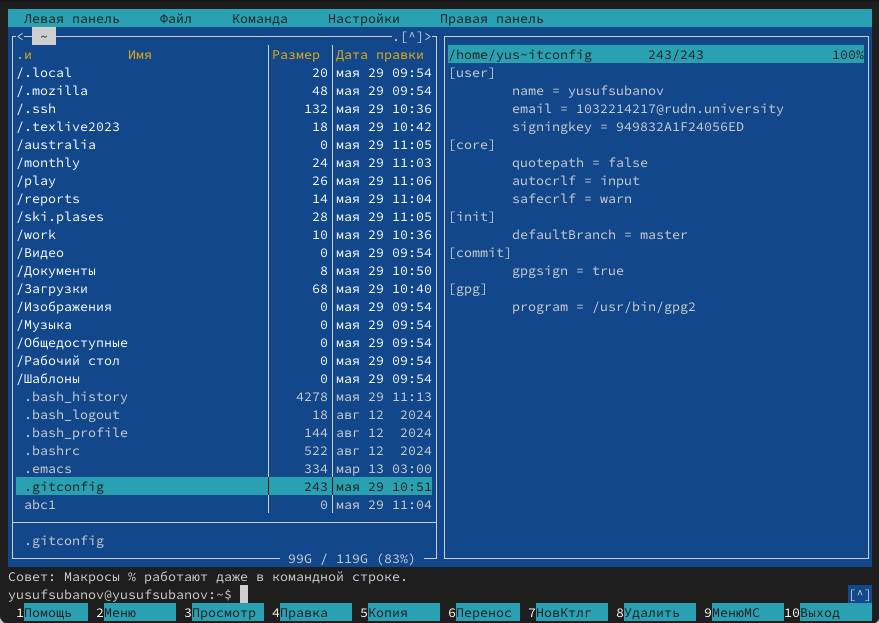 Левая панель Файл Команда Настройки Правая панель
<─ ~ .[^]>
.и Имя Размер Дата правки
/.local 20 мая 29 09:54
/.mozilla 48 мая 29 09:54
/.ssh 132 мая 29 10:36
/.texlive2023 18 мая 29 10:42
/australia 0 мая 29 11:05
/monthly 24 мая 29 11:03
/play 26 мая 29 11:06
/reports 14 мая 29 11:04
/ski.plases 28 мая 29 11:05
/work 10 мая 29 10:36
/Видео 0 мая 29 09:54
/Документы 8 мая 29 10:50
/Загрузки 68 мая 29 10:40
/Изображения 0 мая 29 09:54
/Музыка 0 мая 29 09:54
/Общедоступные 0 мая 29 09:54
/Рабочий стол 0 мая 29 09:54
/Шаблоны 0 мая 29 09:54
.bash_history 4278 мая 29 11:13
.bash_logout 18 авг 12 2024
.bash_profile 144 авг 12 2024
.bashrc 522 авг 12 2024
.emacs 334 мар 13 03:00
.gitconfig 243 мая 29 10:51
abc1 0 мая 29 11:04
.gitconfig
99G / 119G (83%)
/home/yus~itconfig 243/243 100%
[user]
name = yusufsubanov
email = 1032214217@rudn.university
signingkey = 949832A1F24056ED
[core]
quotepath = false
autocrlf = input
safecrlf = warn
[init]
defaultBranch = master
[commit]
gpgsign = true
[gpg]
program = /usr/bin/gpg2
Совет: Макросы % работают даже в командной строке.
yusufsubanov@yusufsubanov:~$ [^]
1Помощь 2Меню 3Просмотр 4Правка 5Копия 6Перенос 7НовКтлг 8Удалить 9МенюМС 10Выход